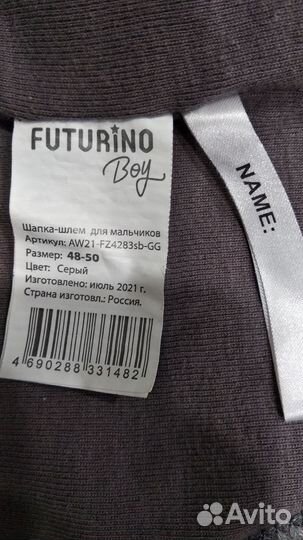 FUTURINO
Boy
Шапка-шлем для мальчиков
Артикул: AW21-FZ4283sb-GG
Размер: 48-50
Цвет: Серый
Изготовлено: июль 2021 г.
Страна изготовл.: Россия.
4 690288 331482
NAME:
Avito